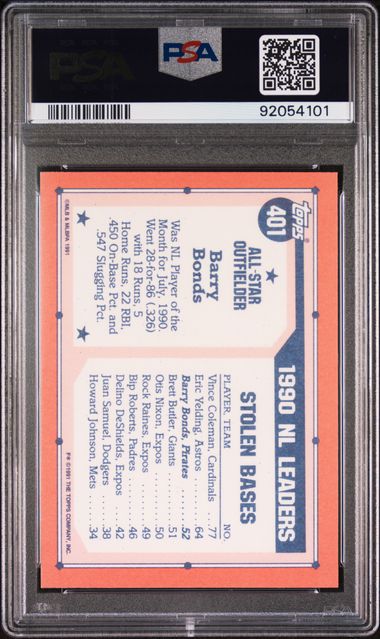 PSA
PSA
92054101
Topps
401
ALL-STAR
OUTFIELDER
Barry
Bonds
Was NL Player of the
Month for July, 1990.
Went 28-for-86 (.326)
with 18 Runs, 5
Home Runs, 22 RBI,
.450 On-Base Pct. and
.547 Slugging Pct.
©MLB & MLBPA 1991
1990 NL LEADERS
STOLEN BASES
PLAYER, TEAM NO.
Vince Coleman, Cardinals .... 77
Eric Yelding, Astros .... 64
Barry Bonds, Pirates .... 52
Brett Butler, Giants .... 51
Otis Nixon, Expos .... 50
Rock Raines, Expos .... 49
Bip Roberts, Padres .... 46
Delino DeShields, Expos .... 42
Juan Samuel, Dodgers .... 38
Howard Johnson, Mets .... 34
©1991 THE TOPPS COMPANY, INC.